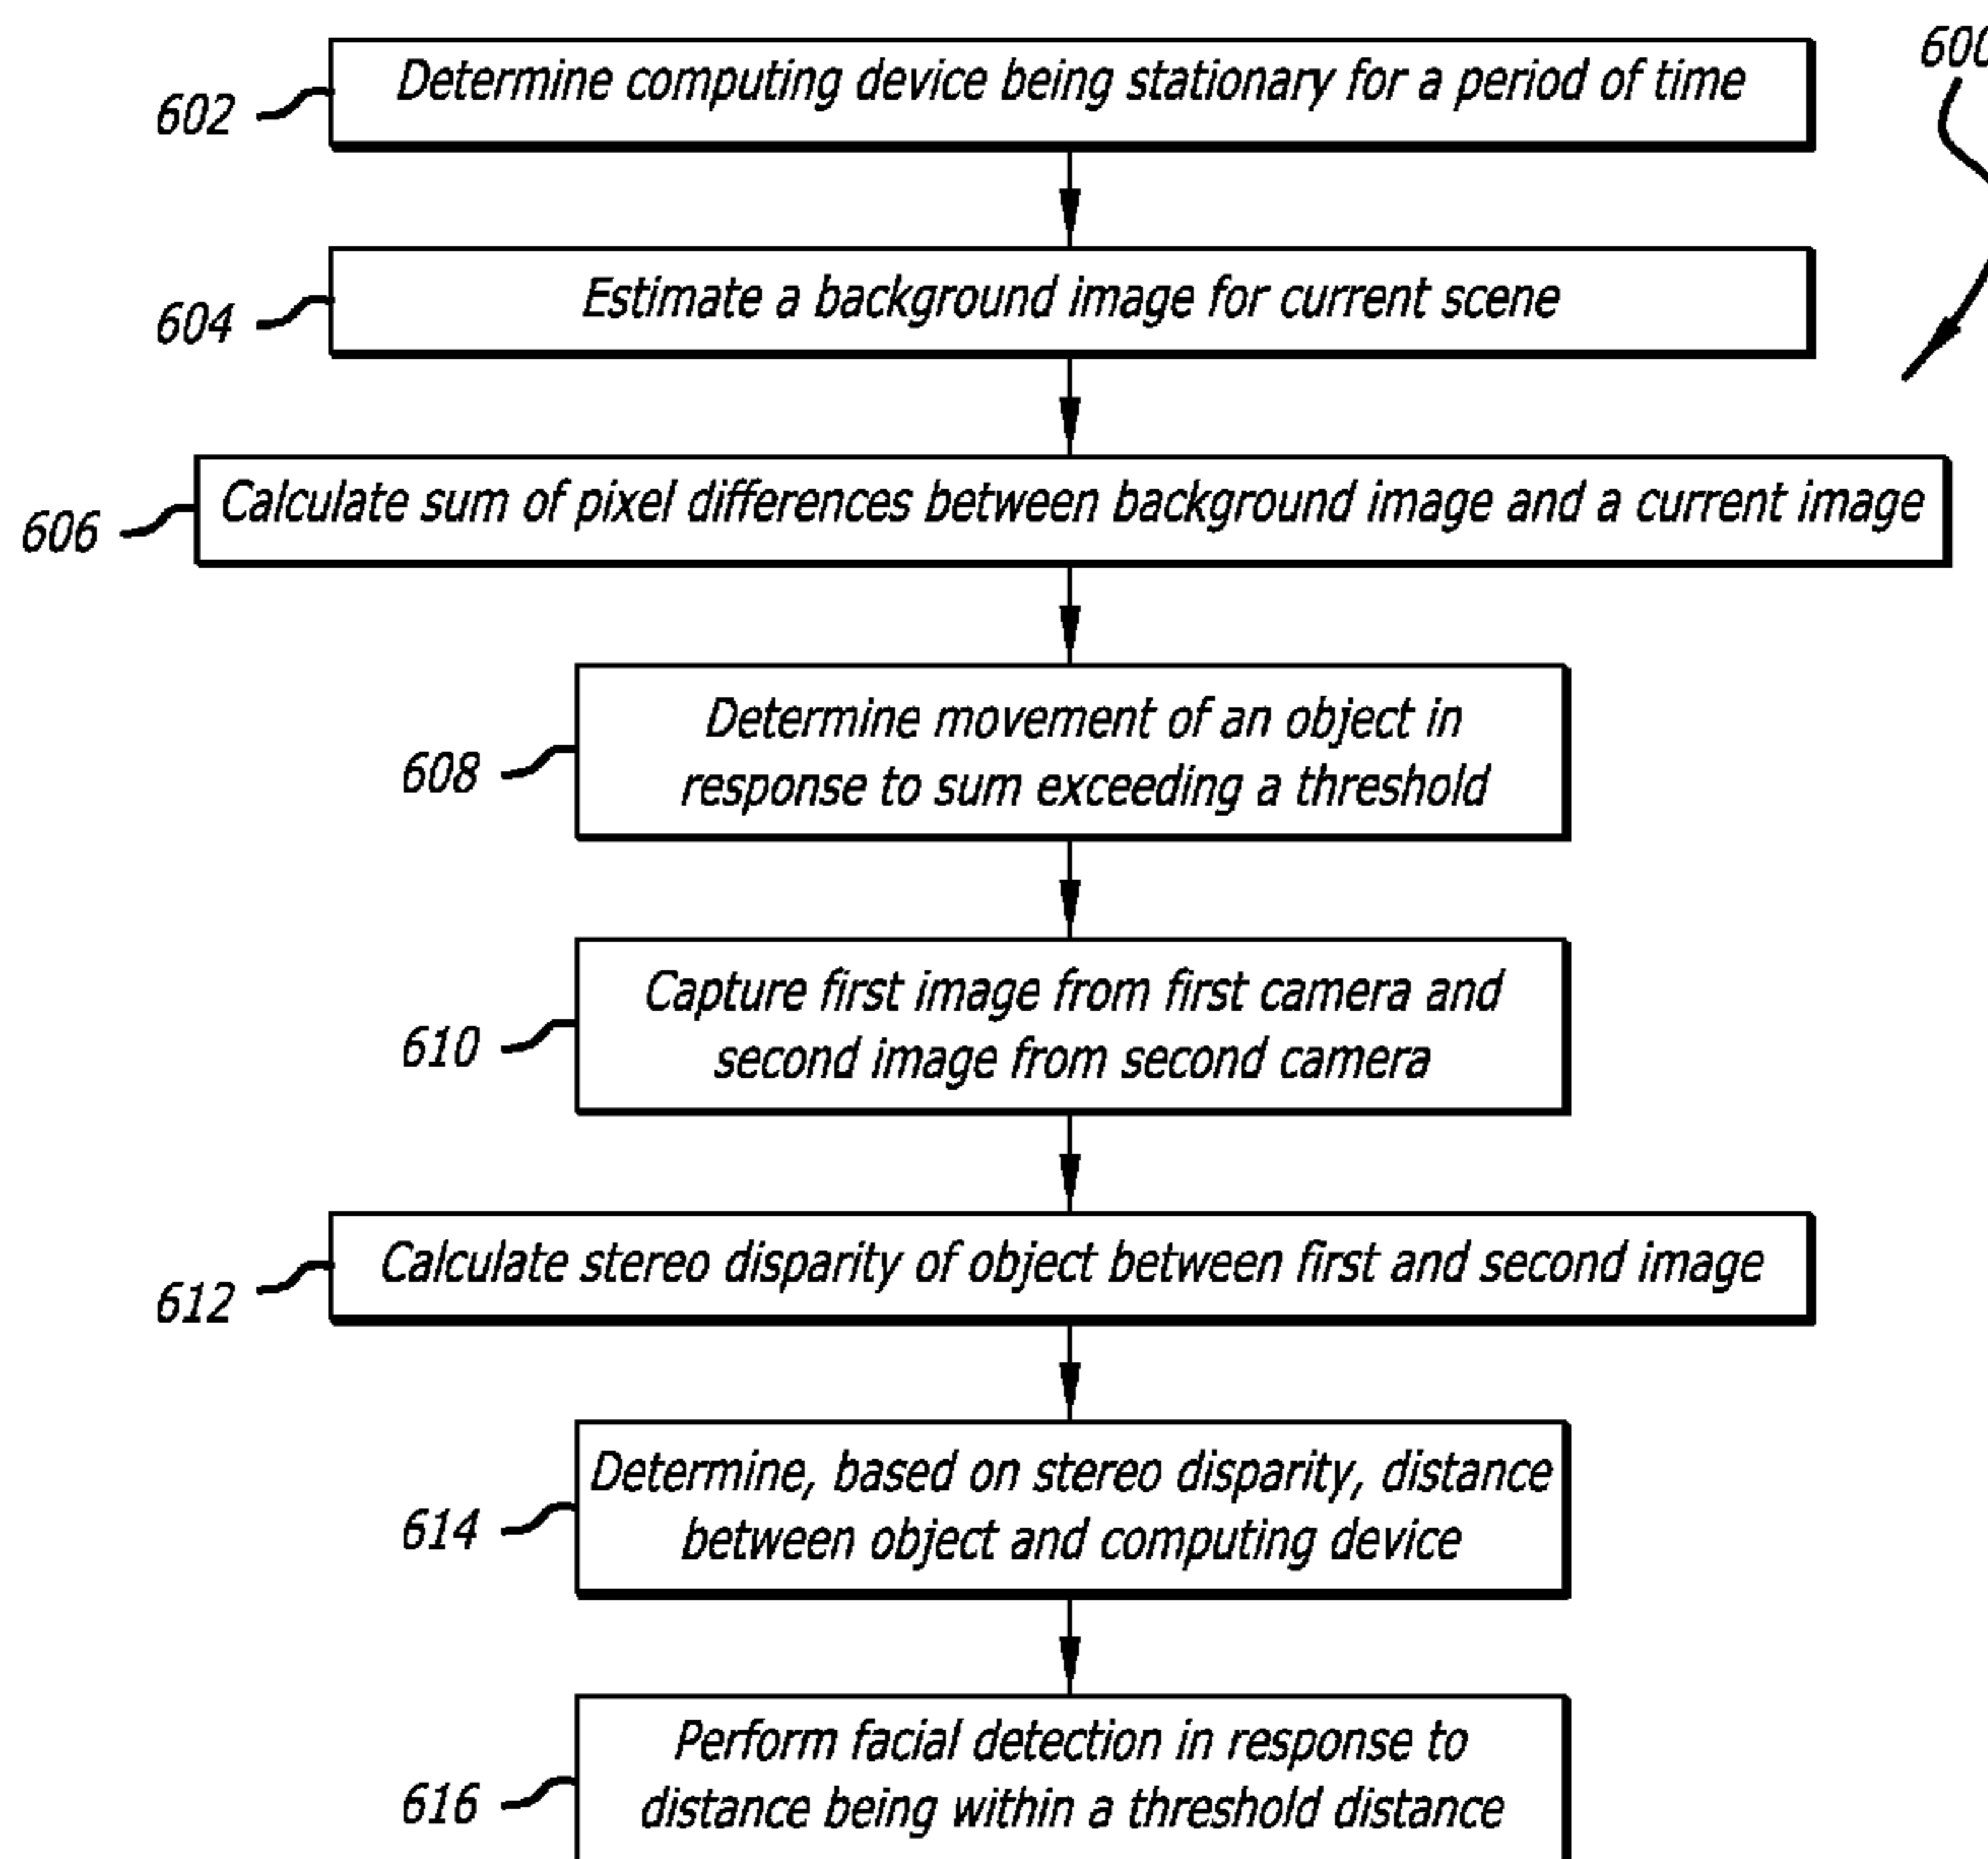 600
602
Determine computing device being stationary for a period of time
604
Estimate a background image for current scene
606
Calculate sum of pixel differences between background image and a current image
608
Determine movement of an object in
response to sum exceeding a threshold
610
Capture first image from first camera and
second image from second camera
612
Calculate stereo disparity of object between first and second image
614
Determine, based on stereo disparity, distance
between object and computing device
616
Perform facial detection in response to
distance being within a threshold distance